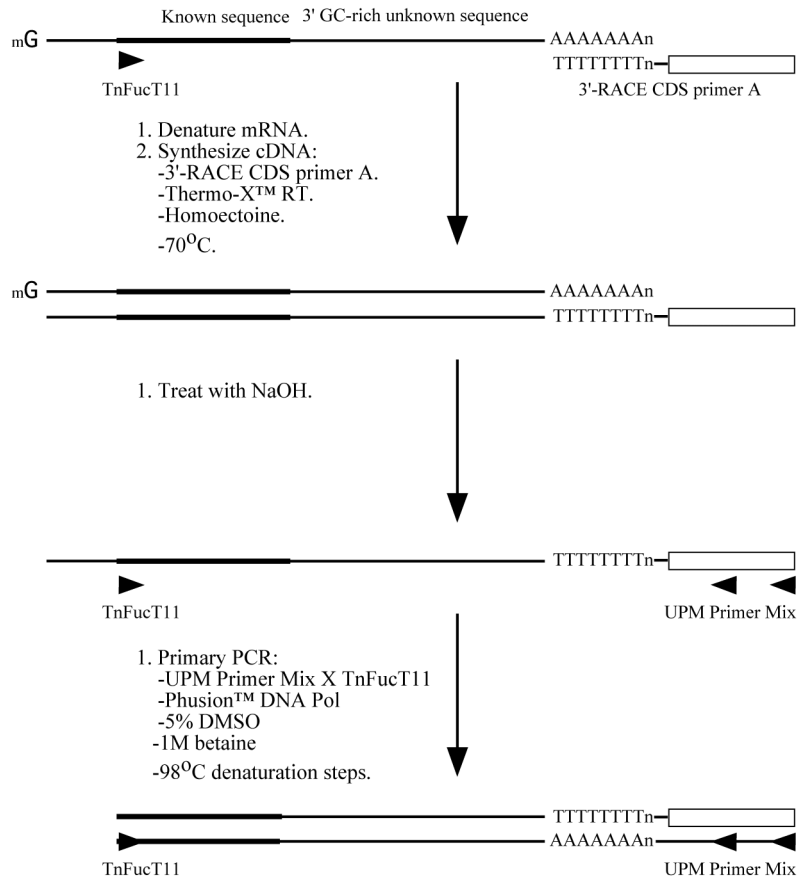 Known sequence 3' GC-rich unknown sequence
mG AAAAAAAn
TTTTTTTTn
TnFucT11 3'-RACE CDS primer A
1. Denature mRNA.
2. Synthesize cDNA:
-3'-RACE CDS primer A.
-Thermo-X™ RT.
-Homoectoine.
-70°C.
mG AAAAAAAn
TTTTTTTTn
1. Treat with NaOH.
TTTTTTTTn
TnFucT11 UPM Primer Mix
1. Primary PCR:
-UPM Primer Mix X TnFucT11
-Phusion™ DNA Pol
-5% DMSO
-1M betaine
-98°C denaturation steps.
TTTTTTTTn
AAAAAAAn
TnFucT11 UPM Primer Mix